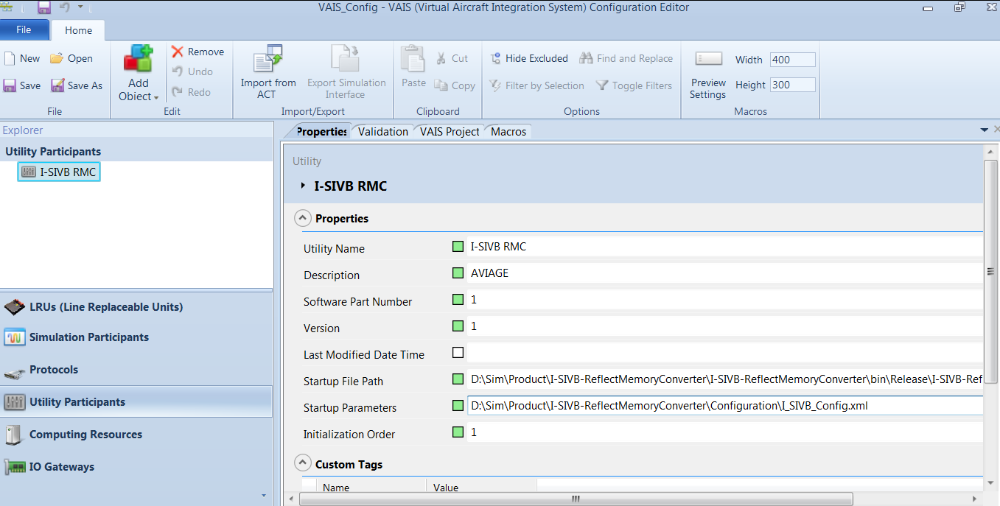 VAIS_Config - VAIS (Virtual Aircraft Integration System) Configuration Editor
File Home
New Open
Save Save As
File
Add Object
Remove
Undo
Redo
Edit
Import from ACT
Export Simulation Interface
Import/Export
Paste
Cut
Copy
Clipboard
Hide Excluded Find and Replace
Filter by Selection Toggle Filters
Options
Preview Settings
Width 400
Height 300
Macros
Explorer
Utility Participants
I-SIVB RMC
LRUs (Line Replaceable Units)
Simulation Participants
Protocols
Utility Participants
Computing Resources
IO Gateways
Properties Validation VAIS Project Macros
Utility
I-SIVB RMC
Properties
Utility Name I-SIVB RMC
Description AVIAGE
Software Part Number 1
Version 1
Last Modified Date Time
Startup File Path D:\Sim\Product\I-SIVB-ReflectMemoryConverter\I-SIVB-ReflectMemoryConverter\bin\Release\I-SIVB-Ref
Startup Parameters D:\Sim\Product\I-SIVB-ReflectMemoryConverter\Configuration\I_SIVB_Config.xml
Initialization Order 1
Custom Tags
Name Value